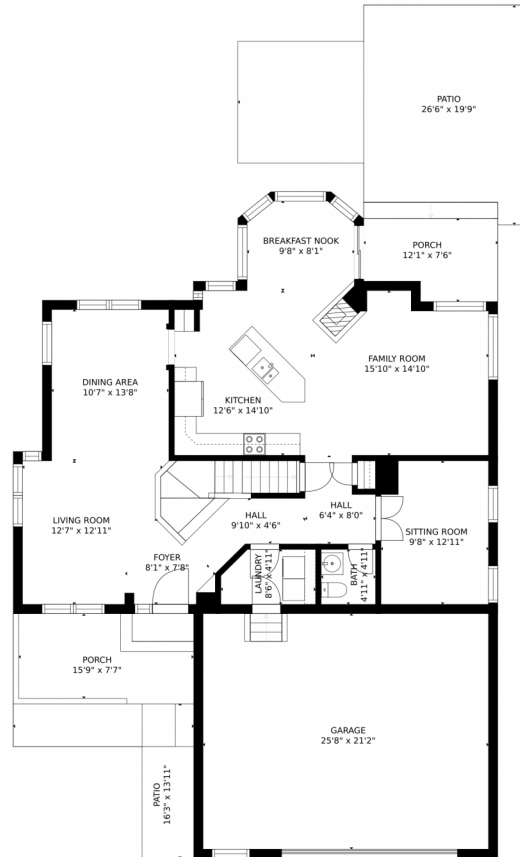 PATIO
26'6" x 19'9"
BREAKFAST NOOK
9'8" x 8'1"
PORCH
12'1" x 7'6"
FAMILY ROOM
15'10" x 14'10"
DINING AREA
10'7" x 13'8"
KITCHEN
12'6" x 14'10"
HALL
6'4" x 8'0"
HALL
9'10" x 4'6"
LIVING ROOM
12'7" x 12'11"
SITTING ROOM
9'8" x 12'11"
FOYER
8'1" x 7'8"
LAUNDRY
8'6" x 4'11"
BATH
4'11" x 4'11"
PORCH
15'9" x 7'7"
GARAGE
25'8" x 21'2"
PATIO
16'3" x 13'11"